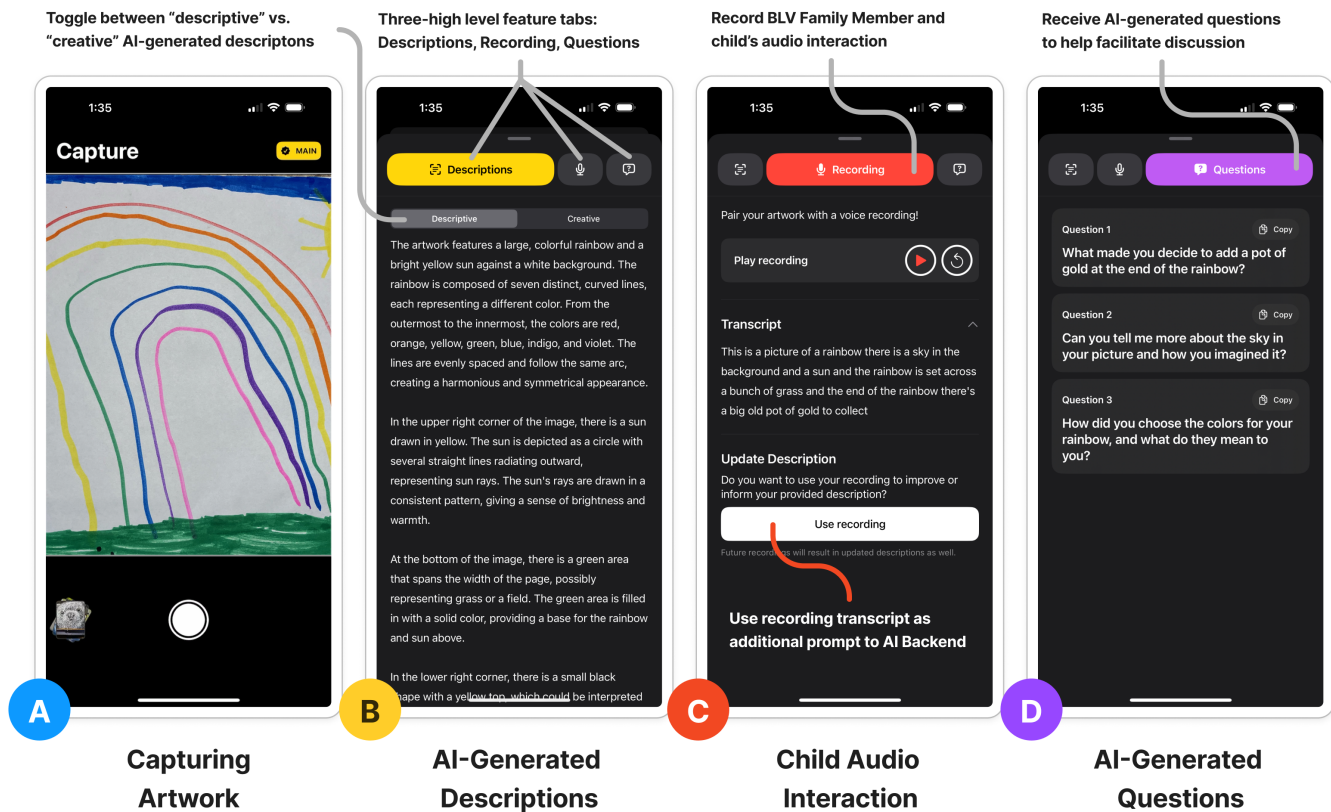 Toggle between “descriptive” vs.
“creative” AI-generated descriptons
Three-high level feature tabs:
Descriptions, Recording, Questions
Record BLV Family Member and
child’s audio interaction
Receive AI-generated questions
to help facilitate discussion
1:35
Capture
MAIN
A
Capturing
Artwork
1:35
Descriptions
Descriptive
Creative
The artwork features a large, colorful rainbow and a
bright yellow sun against a white background. The
rainbow is composed of seven distinct, curved lines,
each representing a different color. From the
outermost to the innermost, the colors are red,
orange, yellow, green, blue, indigo, and violet. The
lines are evenly spaced and follow the same arc,
creating a harmonious and symmetrical appearance.
In the upper right corner of the image, there is a sun
drawn in yellow. The sun is depicted as a circle with
several straight lines radiating outward,
representing sun rays. The sun's rays are drawn in a
consistent pattern, giving a sense of brightness and
warmth.
At the bottom of the image, there is a green area
that spans the width of the page, possibly
representing grass or a field. The green area is filled
in with a solid color, providing a base for the rainbow
and sun above.
In the lower right corner, there is a small black
shape with a yellow top, which could be interpreted
B
AI-Generated
Descriptions
1:35
Recording
Pair your artwork with a voice recording!
Play recording
Transcript
This is a picture of a rainbow there is a sky in the
background and a sun and the rainbow is set across
a bunch of grass and the end of the rainbow there's
a big old pot of gold to collect
Update Description
Do you want to use your recording to improve or
inform your provided description?
Use recording
Future recordings will result in updated descriptions as well.
Use recording transcript as
additional prompt to AI Backend
C
Child Audio
Interaction
1:35
Questions
Question 1
Copy
What made you decide to add a pot of
gold at the end of the rainbow?
Question 2
Copy
Can you tell me more about the sky in
your picture and how you imagined it?
Question 3
Copy
How did you choose the colors for your
rainbow, and what do they mean to
you?
D
AI-Generated
Questions